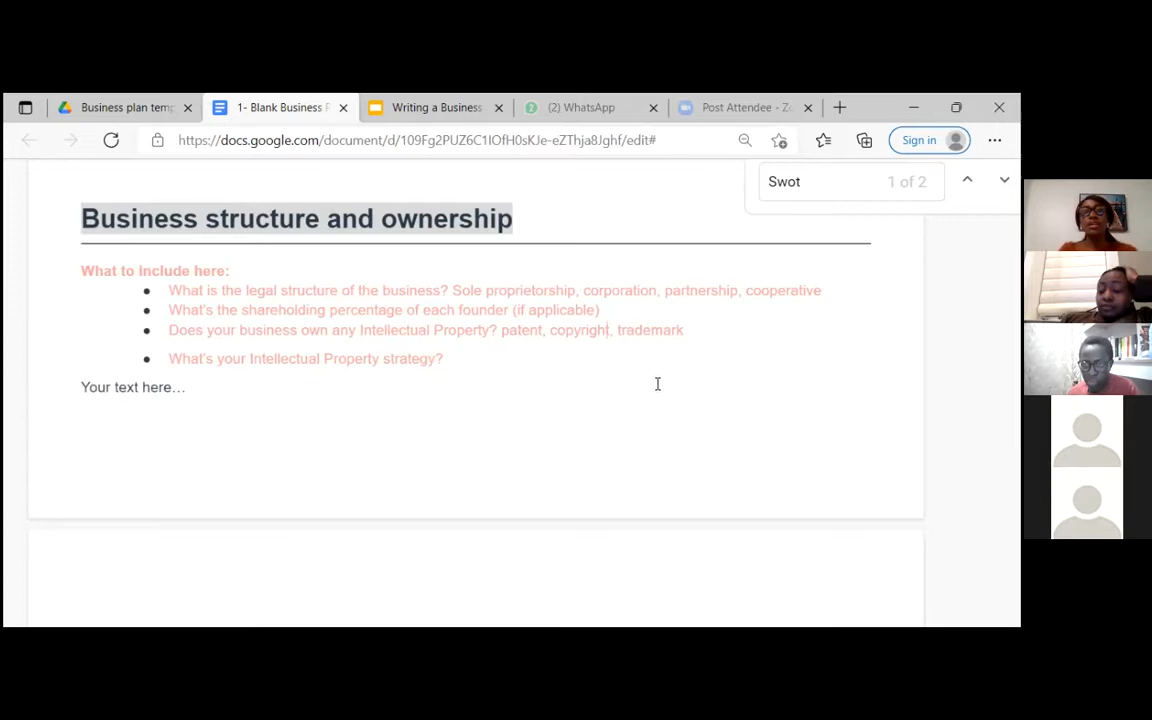 Business plan temp
1- Blank Business P
Writing a Business
(2) WhatsApp
Post Attendee - Zo
https://docs.google.com/document/d/109Fg2PUZ6C1lOfH0sKJe-eZThja8Jghf/edit#
Sign in
Swot 1 of 2
Business structure and ownership
What to include here:
● What is the legal structure of the business? Sole proprietorship, corporation, partnership, cooperative
● What's the shareholding percentage of each founder (if applicable)
● Does your business own any Intellectual Property? patent, copyright, trademark
● What's your Intellectual Property strategy?
Your text here…